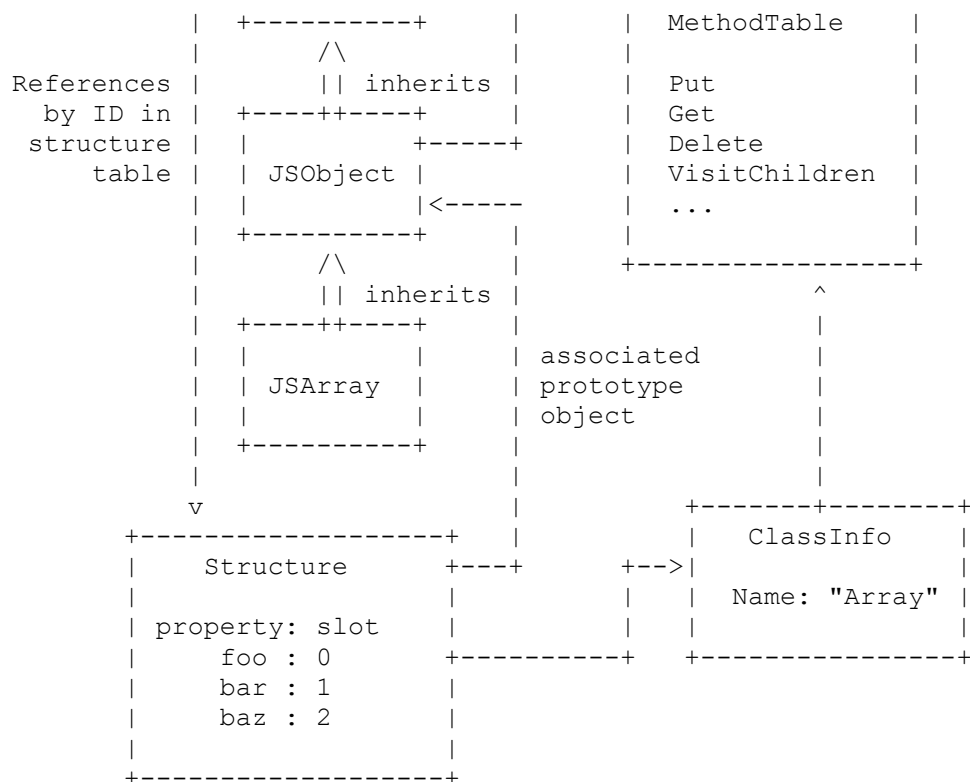 MethodTable
inherits
References
Put
by ID in
Get
structure
Delete
table
JSObject
VisitChildren
...
inherits
associated
JSArray
prototype
object
Structure
ClassInfo
Name: "Array"
property: slot
foo : 0
bar : 1
baz : 2